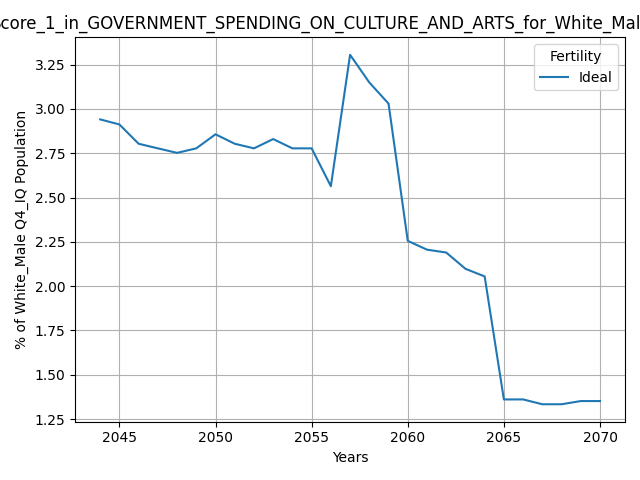 core_1_in_GOVERNMENT_SPENDING_ON_CULTURE_AND_ARTS_for_White_Mal
Fertility
Ideal
% of White_Male Q4_IQ Population
3.25
3.00
2.75
2.50
2.25
2.00
1.75
1.50
1.25
2045 2050 2055 2060 2065 2070
Years